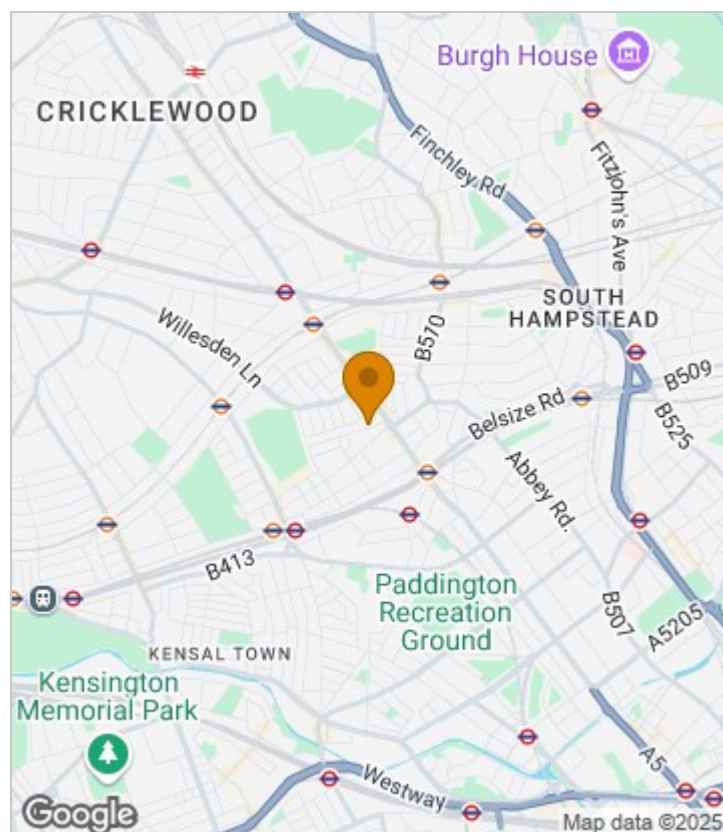 Burgh House
CRICKLEWOOD
Finchley Rd
Fitzjohn's Ave
SOUTH
HAMPSTEAD
Willesden Ln
B510
B509
Belsize Rd
B525
Abbey Rd.
B413
Paddington
Recreation
Ground
B507
A5205
KENSAL TOWN
Kensington
Memorial Park
A5
Westway
Google
Map data ©2025